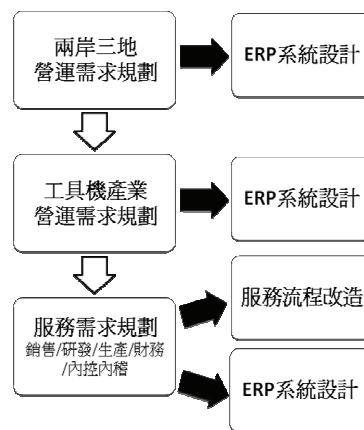 兩岸三地
營運需求規劃
ERP系統設計
工具機產業
營運需求規劃
ERP系統設計
服務需求規劃
銷售/研發/生產/財務
/內控內稽
服務流程改造
ERP系統設計